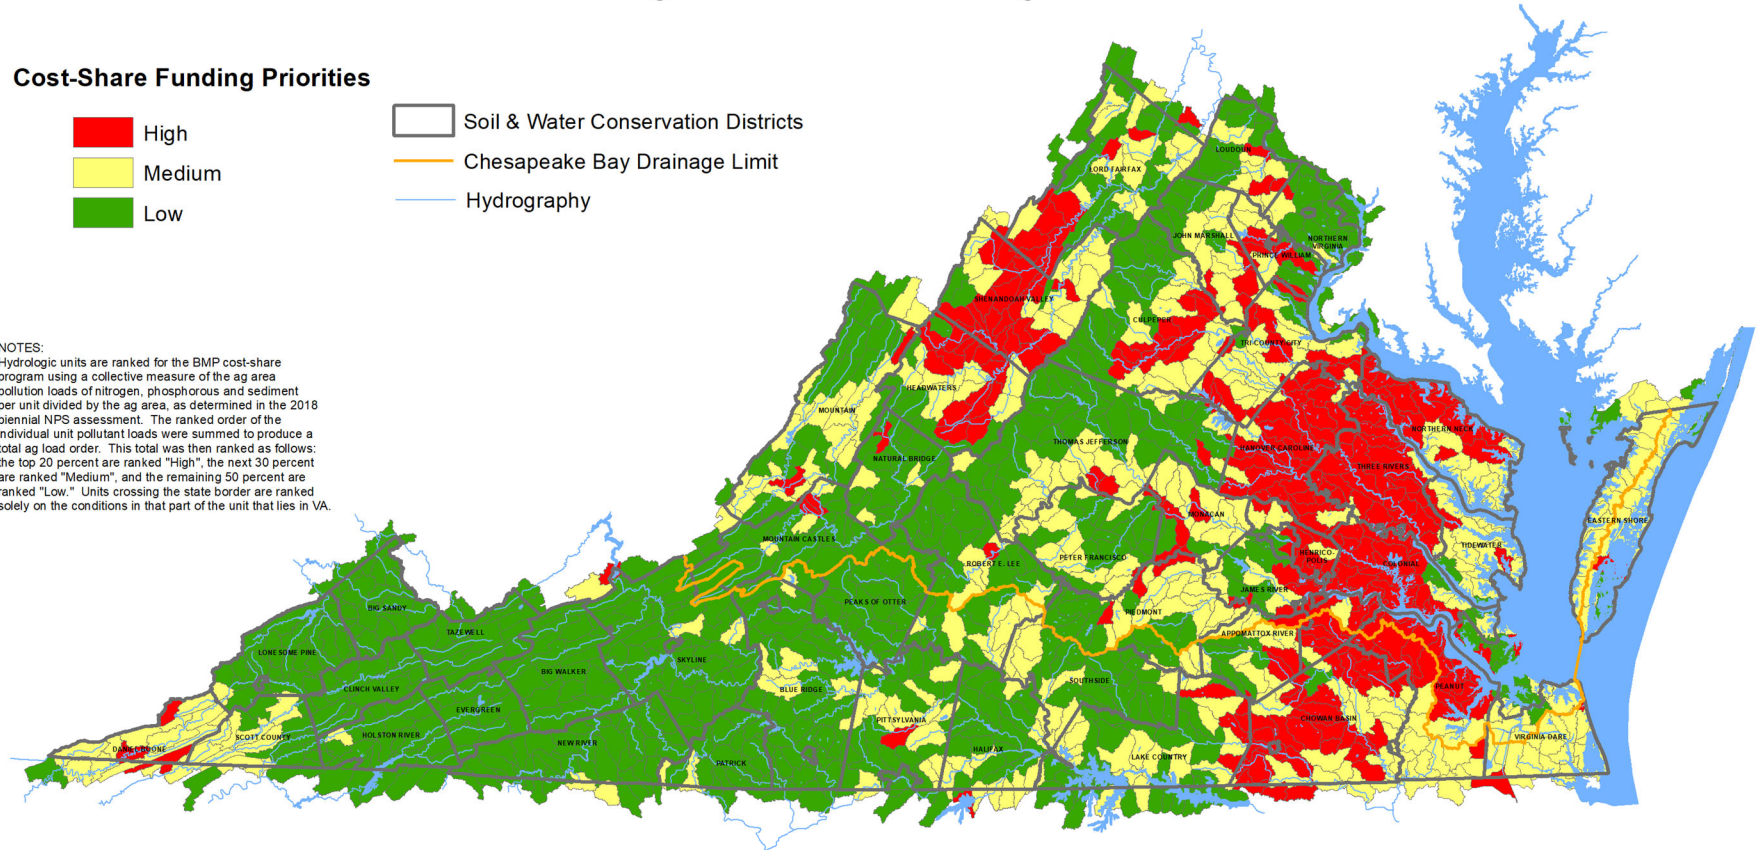 Cost-Share Funding Priorities
High
Medium
Low
Soil & Water Conservation Districts
Chesapeake Bay Drainage Limit
Hydrography
NOTES:
Hydrologic units are ranked for the BMP cost-share
program using a collective measure of the ag area
pollution loads of nitrogen, phosphorous and sediment
per unit divided by the ag area, as determined in the 2018
biennial NPS assessment. The ranked order of the
individual unit pollutant loads were summed to produce a
total ag load order. This total was then ranked as follows:
the top 20 percent are ranked "High", the next 30 percent
are ranked "Medium", and the remaining 50 percent are
ranked "Low." Units crossing the state border are ranked
solely on the conditions in that part of the unit that lies in VA.
LOUDOUN
LORD FAIRFAX
JOHN MARSHALL
NORTHERN
VIRGINIA
PRINCE WILLIAM
SHENANDOAH VALLEY
CULPEPER
TRI-COUNTY/CITY
HEADWATERS
MOUNTAIN
NORTHERN NECK
THOMAS JEFFERSON
HANOVER-CAROLINE
NATURAL BRIDGE
THREE RIVERS
MONACAN
EASTERN SHORE
MOUNTAIN CASTLES
TIDEWATER
HENRICO-
POLIS
PETER FRANCISCO
ROBERT E. LEE
COLONIAL
JAMES RIVER
PEAKS OF OTTER
BIG SANDY
PIEDMONT
TAZEWELL
APPOMATTOX RIVER
LONESOME PINE
SKYLINE
BIG WALKER
SOUTHSIDE
CLINCH VALLEY
BLUE RIDGE
PEANUT
EVERGREEN
PITTSYLVANIA
CHOWAN BASIN
HOLSTON RIVER
SCOTT COUNTY
VIRGINIA DARE
NEW RIVER
DANIEL BOONE
HALIFAX
LAKE COUNTRY
PATRICK